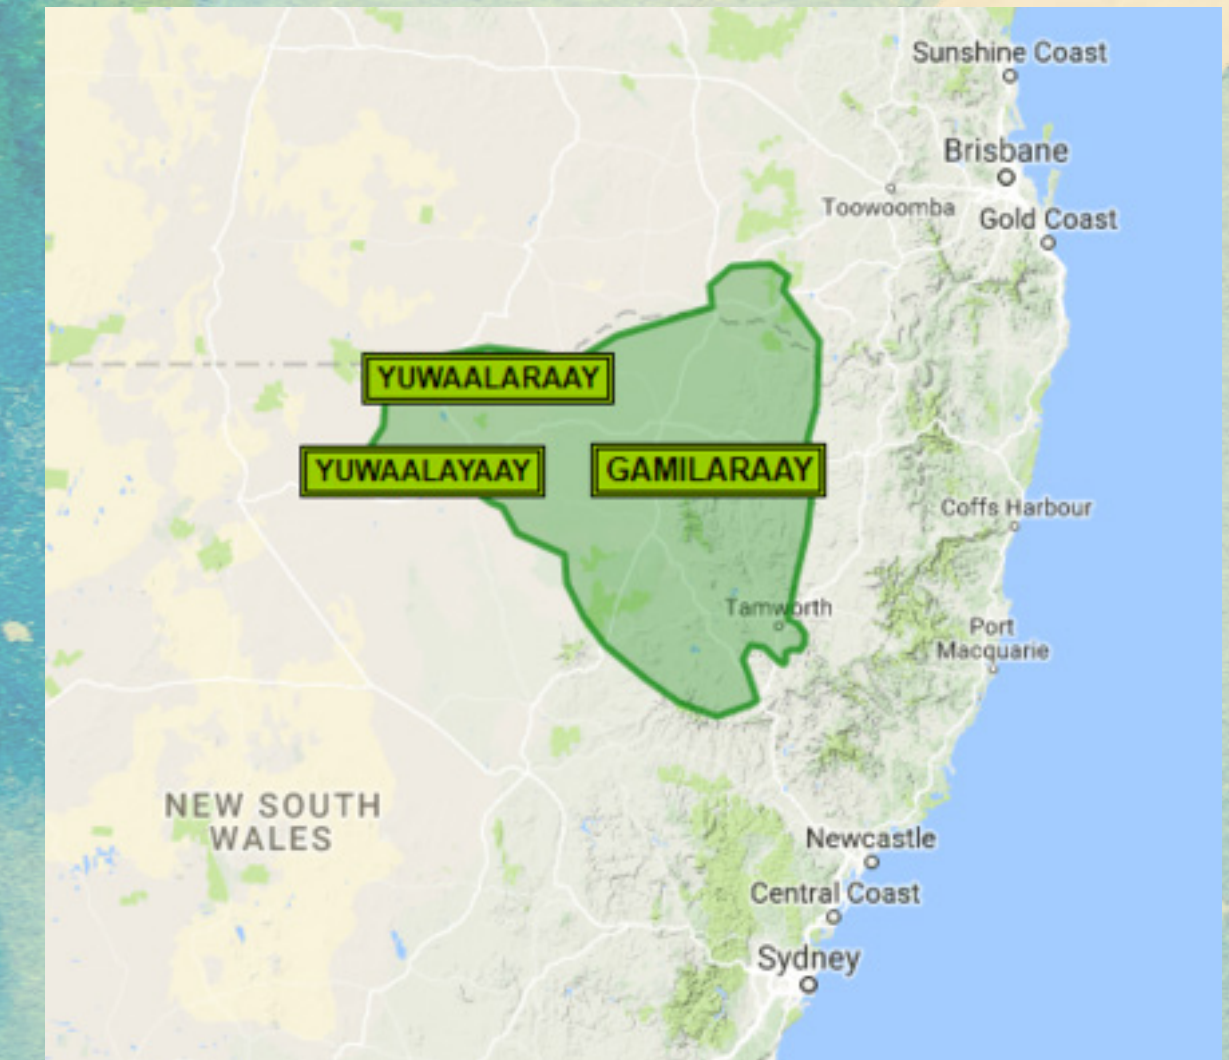 Sunshine Coast
Brisbane
Toowoomba
Gold Coast
YUWAALARAAY
YUWAALAYAAY
GAMILARAAY
Coffs Harbour
Tamworth
Port
Macquarie
NEW SOUTH
WALES
Newcastle
Central Coast
Sydney